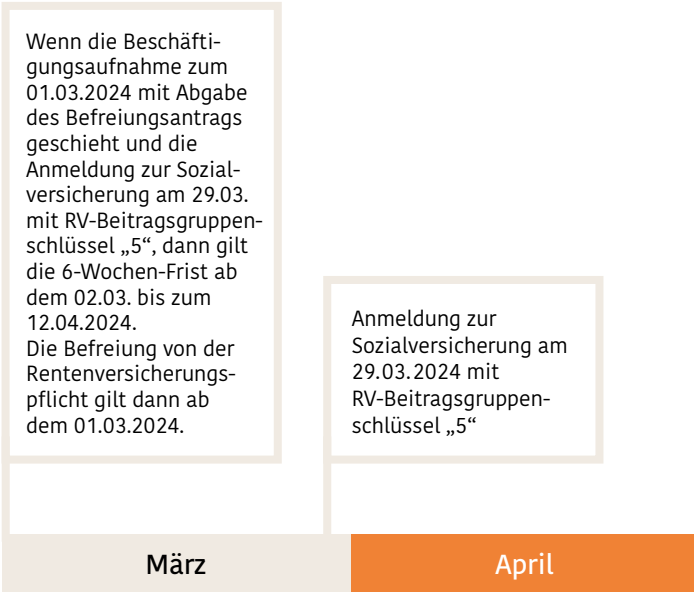 Wenn die Beschäfti-
gungsaufnahme zum
01.03.2024 mit Abgabe
des Befreiungsantrags
geschieht und die
Anmeldung zur Sozial-
versicherung am 29.03.
mit RV-Beitragsgruppen-
schlüssel „5“, dann gilt
die 6-Wochen-Frist ab
dem 02.03. bis zum
12.04.2024.
Die Befreiung von der
Rentenversicherungs-
pflicht gilt dann ab
dem 01.03.2024.
Anmeldung zur
Sozialversicherung am
29.03.2024 mit
RV-Beitragsgruppen-
schlüssel „5“
März
April